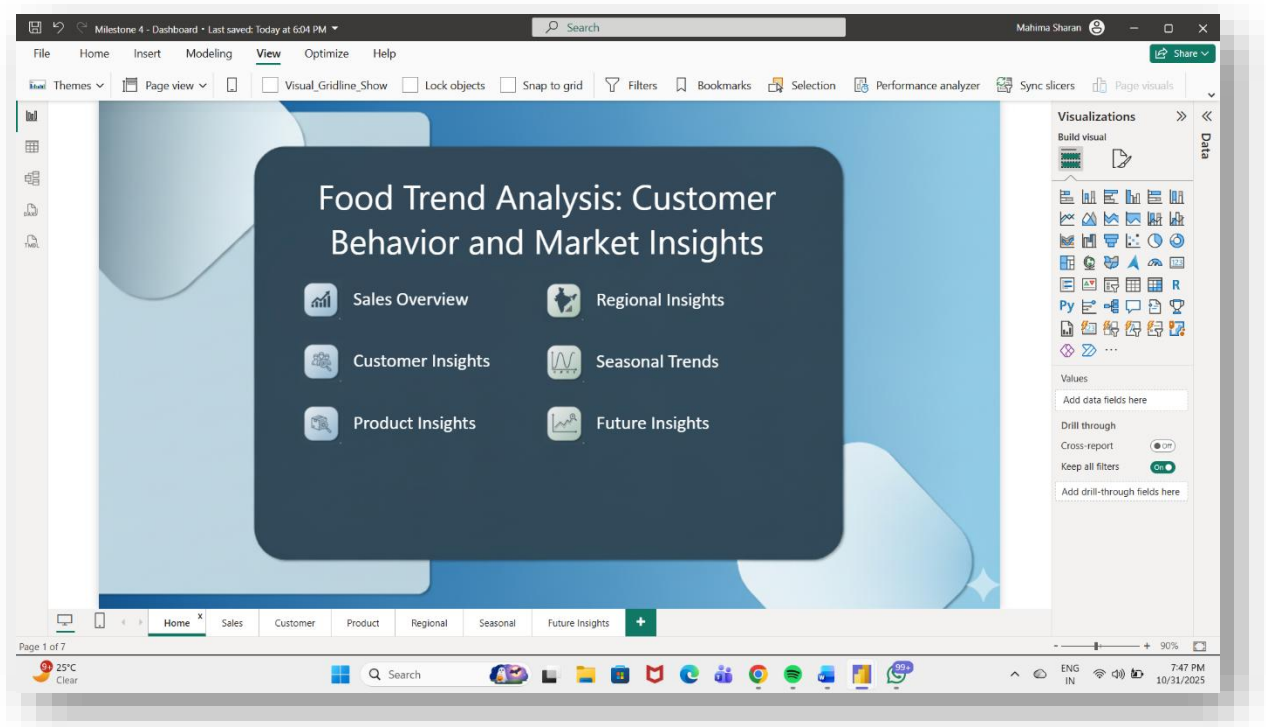 Milestone 4 - Dashboard • Last saved: Today at 6:04 PM
Search
Mahima Sharan
File Home Insert Modeling View Optimize Help
Share
Themes Page view Visual_Gridline_Show Lock objects Snap to grid Filters Bookmarks Selection Performance analyzer Sync slicers Page visuals
Visualizations
Data
Build visual
Food Trend Analysis: Customer
Behavior and Market Insights
Sales Overview
Regional Insights
Customer Insights
Seasonal Trends
Product Insights
Future Insights
123
R
Py
Values
Add data fields here
Drill through
Cross-report Off
Keep all filters On
Add drill-through fields here
Home X Sales Customer Product Regional Seasonal Future Insights +
Page 1 of 7
- + 90%
25°C
Clear
Search
99+
ENG
IN
7:47 PM
10/31/2025